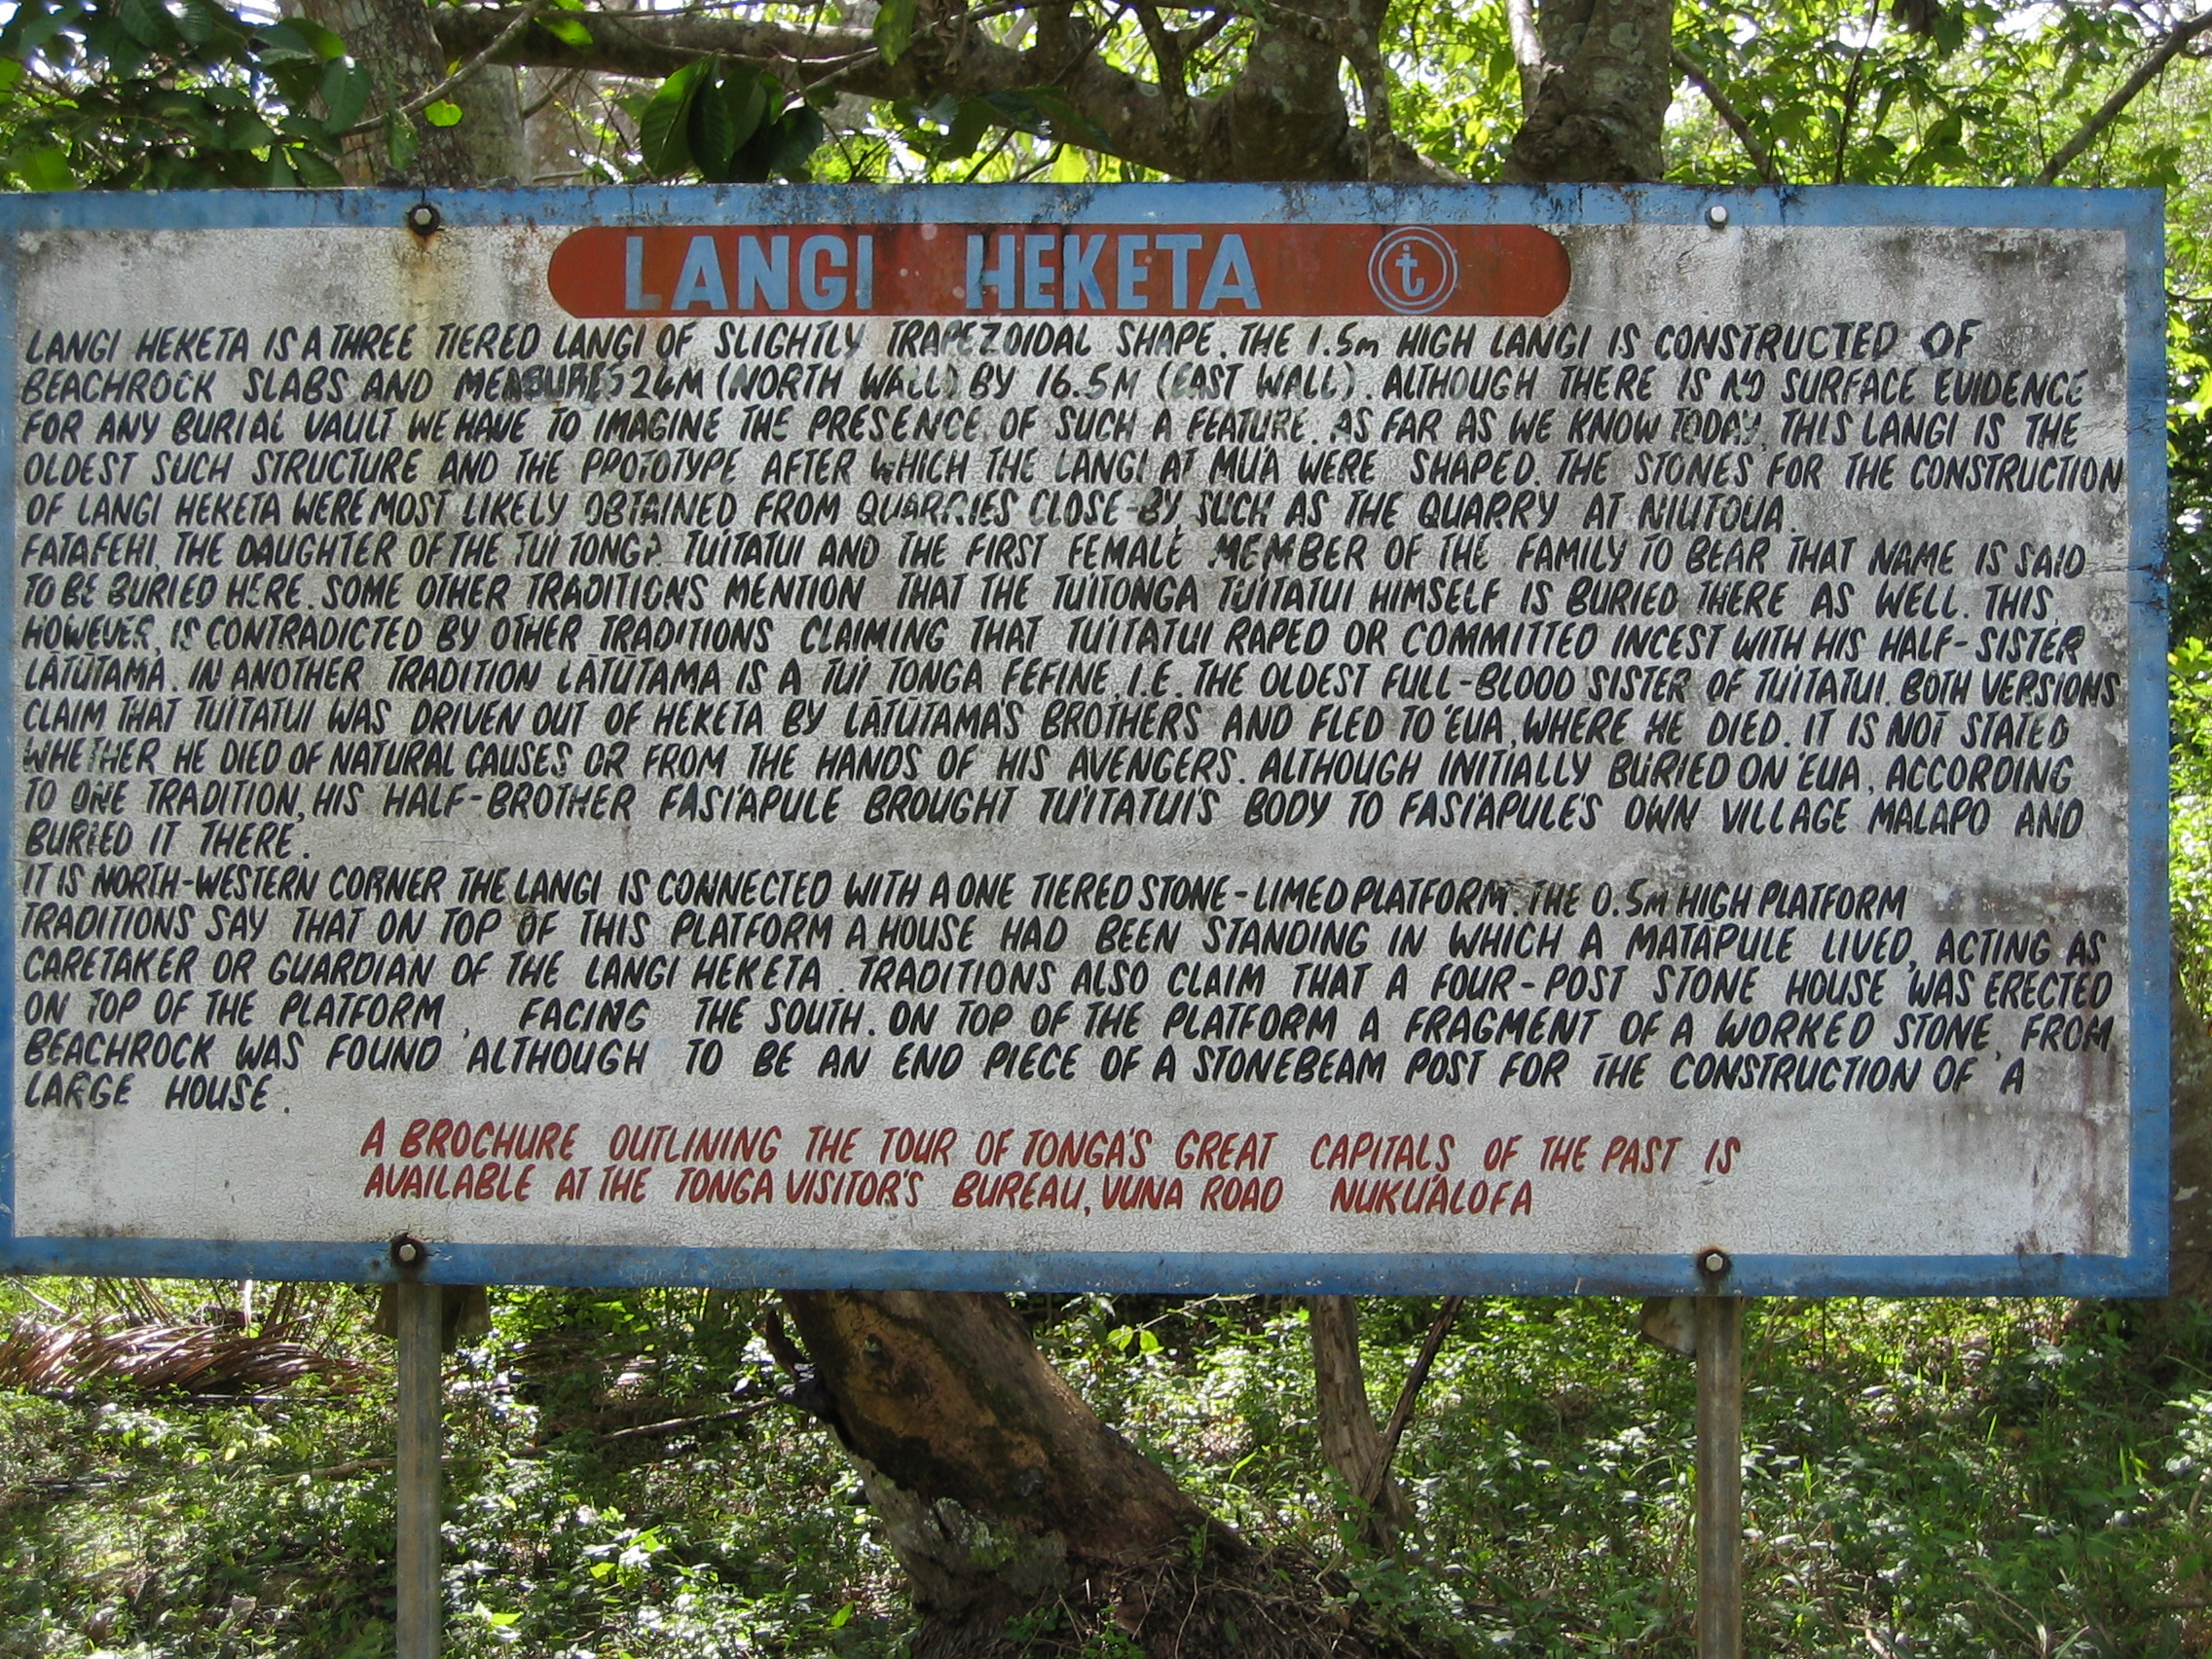 LANGI HEKETA t
LANGI HEKETA IS A THREE TIERED LANGI OF SLIGHTLY TRAPEZOIDAL SHAPE. THE 1.5m HIGH LANGI IS CONSTRUCTED OF
BEACHROCK SLABS AND MEASURES 24M (NORTH WALL) BY 16.5M (EAST WALL). ALTHOUGH THERE IS NO SURFACE EVIDENCE
FOR ANY BURIAL VAULT WE HAVE TO IMAGINE THE PRESENCE OF SUCH A FEATURE. AS FAR AS WE KNOW TODAY, THIS LANGI IS THE
OLDEST SUCH STRUCTURE AND THE PPOTOTYPE AFTER WHICH THE LANGI AT MU'A WERE SHAPED. THE STONES FOR THE CONSTRUCTION
OF LANGI HEKETA WERE MOST LIKELY OBTAINED FROM QUARRIES CLOSE-BY, SUCH AS THE QUARRY AT NIUTOUA.
FATAFEHI, THE DAUGHTER OF THE TU'I TONGA TU'ITATUI AND THE FIRST FEMALE MEMBER OF THE FAMILY TO BEAR THAT NAME IS SAID
TO BE BURIED HERE. SOME OTHER TRADITIONS MENTION THAT THE TU'ITONGA TU'ITATUI HIMSELF IS BURIED THERE AS WELL. THIS,
HOWEVER, IS CONTRADICTED BY OTHER TRADITIONS CLAIMING THAT TU'ITATUI RAPED OR COMMITTED INCEST WITH HIS HALF-SISTER
LĀTŪTAMA. IN ANOTHER TRADITION LĀTŪTAMA IS A TU'I TONGA FEFINE, I.E. THE OLDEST FULL-BLOOD SISTER OF TU'ITATUI. BOTH VERSIONS
CLAIM THAT TU'ITATUI WAS DRIVEN OUT OF HEKETA BY LĀTŪTAMA'S BROTHERS AND FLED TO 'EUA, WHERE HE DIED. IT IS NOT STATED
WHETHER HE DIED OF NATURAL CAUSES OR FROM THE HANDS OF HIS AVENGERS. ALTHOUGH INITIALLY BURIED ON 'EUA, ACCORDING
TO ONE TRADITION, HIS HALF-BROTHER FASI'APULE BROUGHT TU'ITATUI'S BODY TO FASI'APULE'S OWN VILLAGE MALAPO AND
BURIED IT THERE.
IT IS NORTH-WESTERN CORNER THE LANGI IS CONNECTED WITH A ONE TIERED STONE-LIMED PLATFORM. THE 0.5m HIGH PLATFORM
TRADITIONS SAY THAT ON TOP OF THIS PLATFORM A HOUSE HAD BEEN STANDING IN WHICH A MATAPULE LIVED, ACTING AS
CARETAKER OR GUARDIAN OF THE LANGI HEKETA. TRADITIONS ALSO CLAIM THAT A FOUR-POST STONE HOUSE WAS ERECTED
ON TOP OF THE PLATFORM, FACING THE SOUTH. ON TOP OF THE PLATFORM A FRAGMENT OF A WORKED STONE, FROM
BEACHROCK WAS FOUND ALTHOUGH TO BE AN END PIECE OF A STONEBEAM POST FOR THE CONSTRUCTION OF A
LARGE HOUSE.
A BROCHURE OUTLINING THE TOUR OF TONGA'S GREAT CAPITALS OF THE PAST IS
AVAILABLE AT THE TONGA VISITOR'S BUREAU, VUNA ROAD NUKU'ALOFA